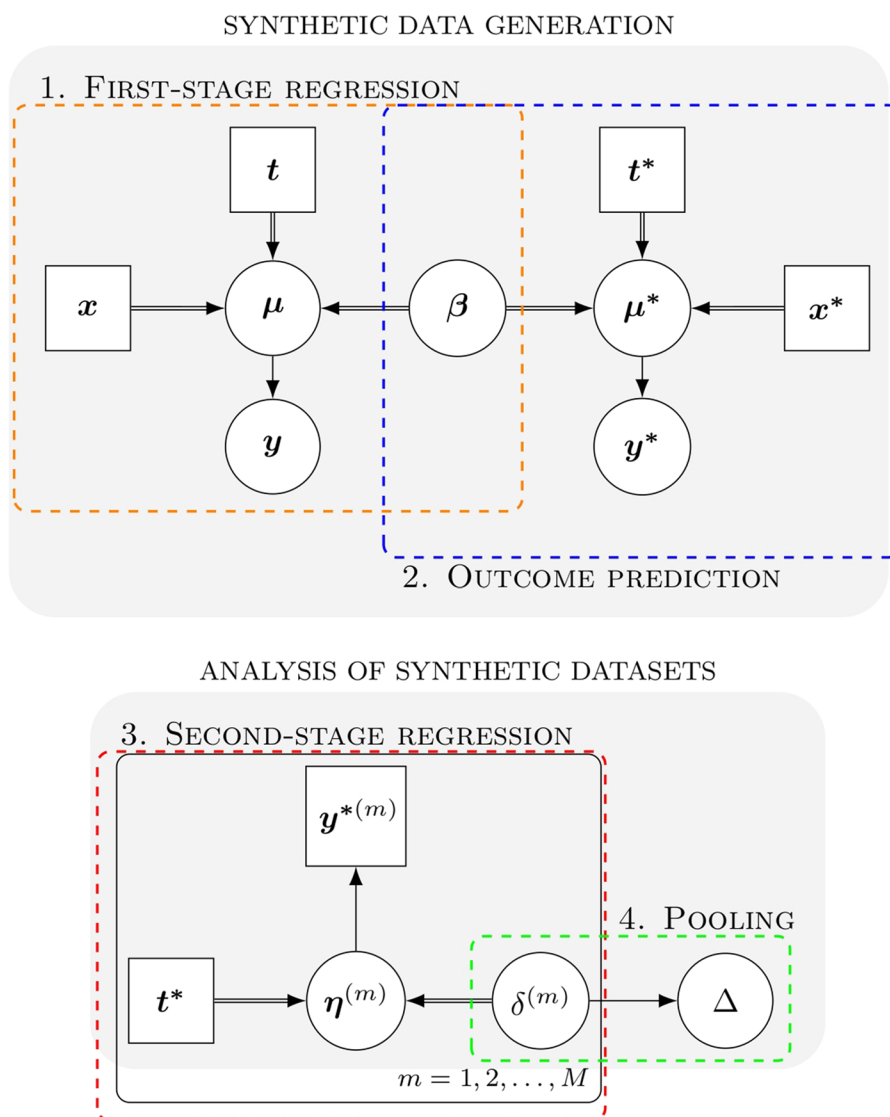 SYNTHETIC DATA GENERATION
1. FIRST-STAGE REGRESSION
t
t*
x
μ
β
μ*
x*
y
y*
2. OUTCOME PREDICTION
ANALYSIS OF SYNTHETIC DATASETS
3. SECOND-STAGE REGRESSION
y*(m)
4. POOLING
t*
η(m)
δ(m)
Δ
m = 1, 2, . . . , M